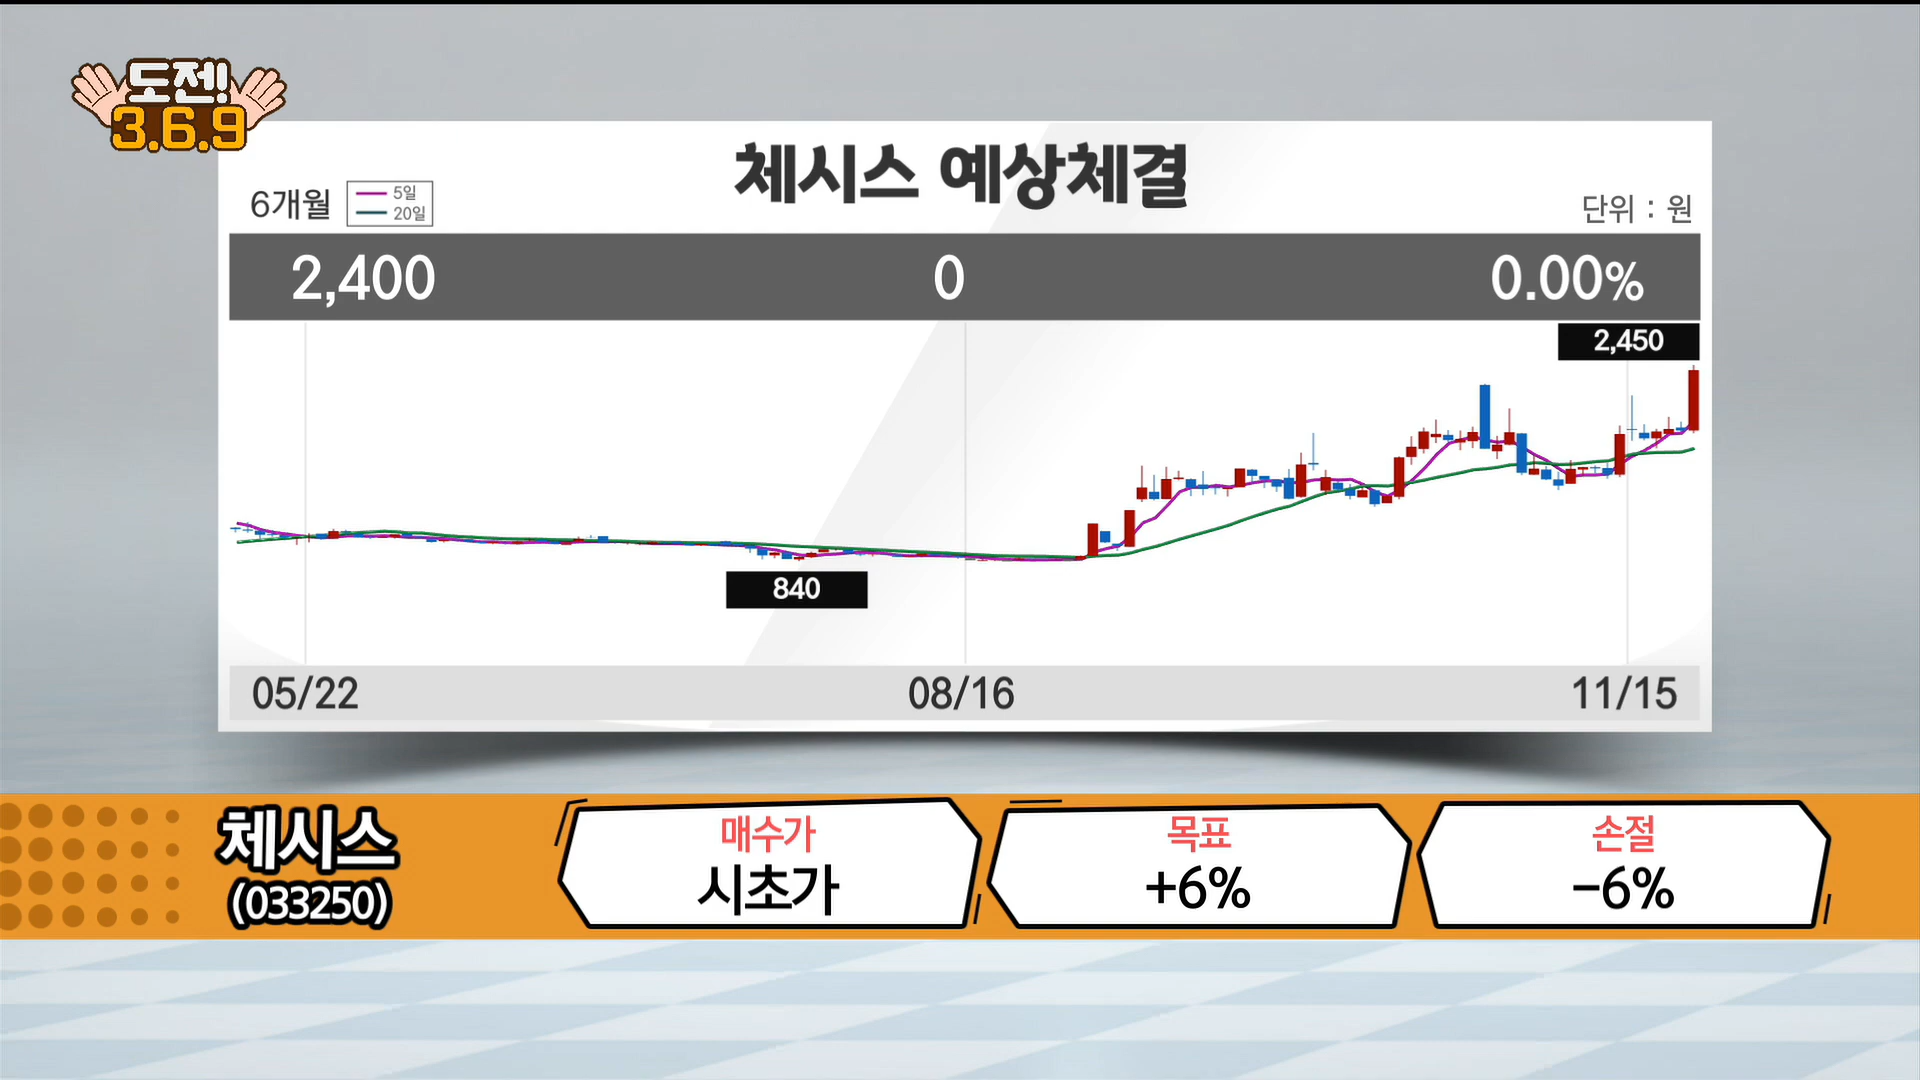 도전!
3.6.9
체시스 예상체결
6개월
5일
20일
단위 : 원
2,400 0 0.00%
2,450
840
05/22 08/16 11/15
체시스
(033250)
매수가
시초가
목표
+6%
손절
-6%